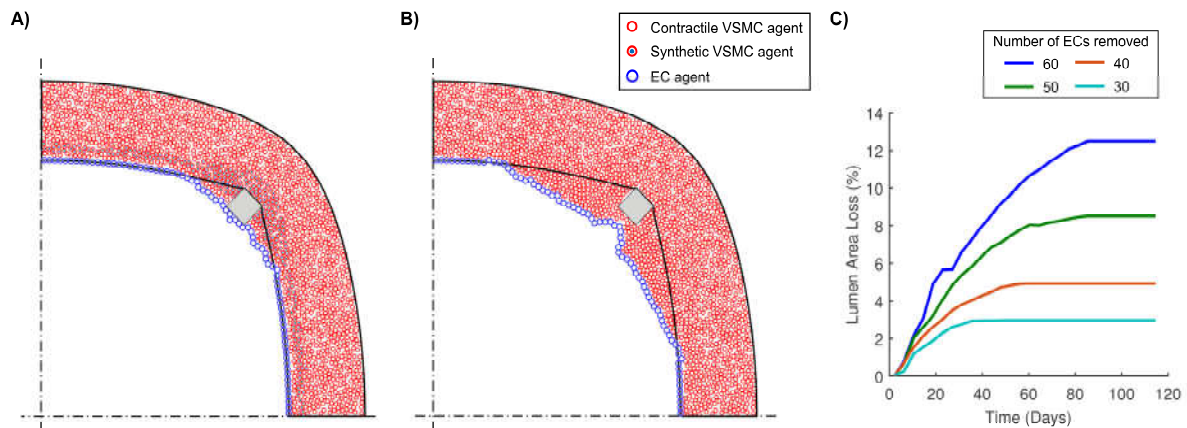 A)
B)
C)
Contractile VSMC agent
Synthetic VSMC agent
EC agent
Number of ECs removed
60
40
50
30
14
12
10
8
6
4
2
0
Lumen Area Loss (%)
0 20 40 60 80 100 120
Time (Days)